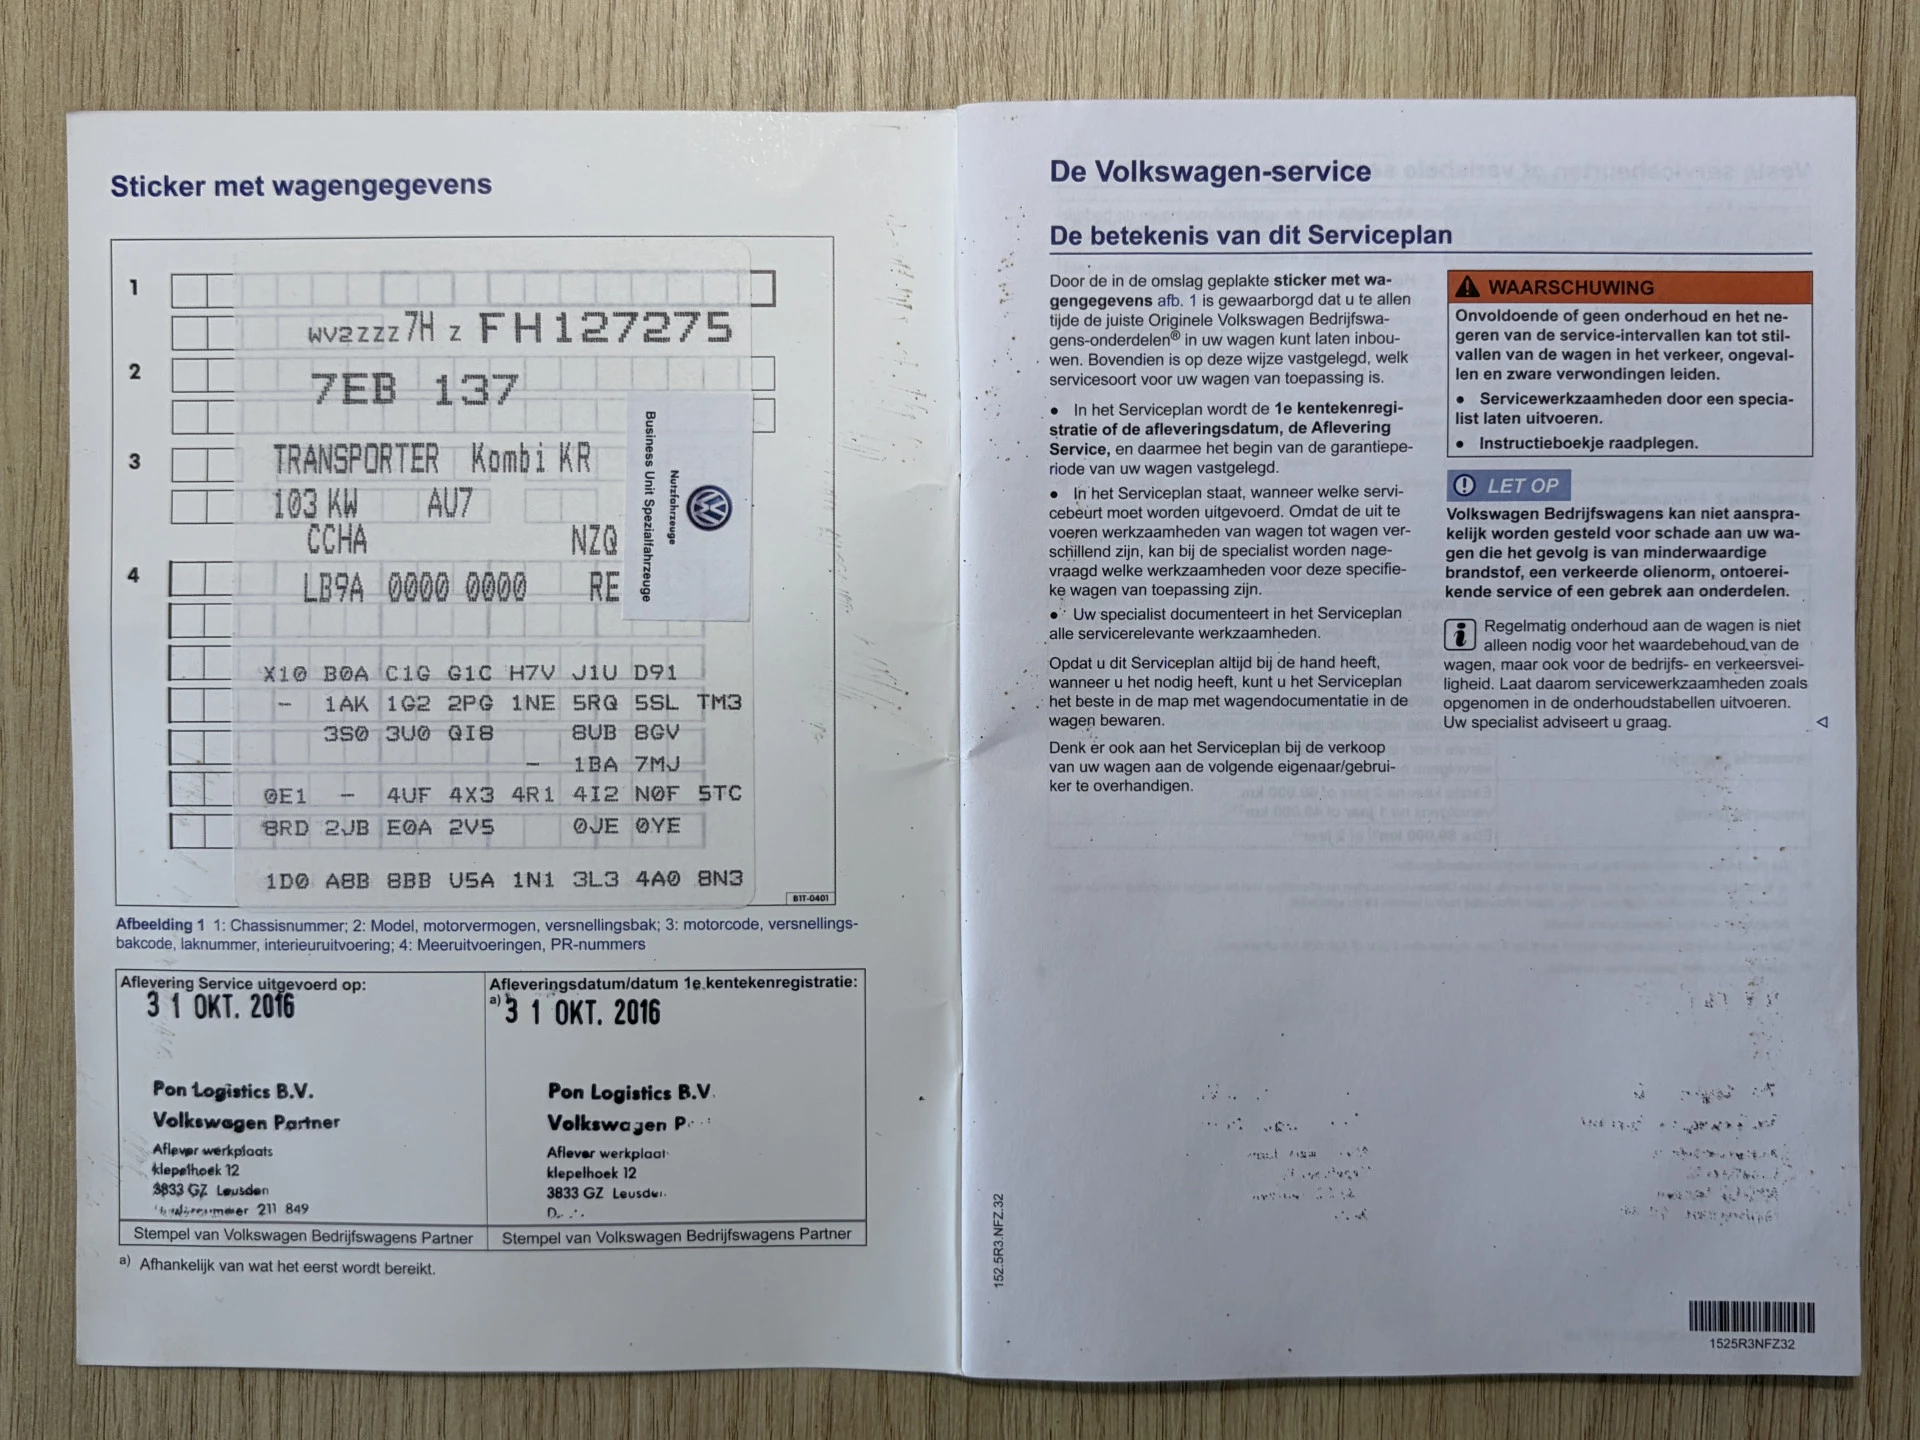 Sticker met wagengegevens
1
WV2ZZZ7H Z FH127275
2
7EB 137
3
TRANSPORTER Kombi KR
103 KW AU7
CCHA NZQ
4
LB9A 0000 0000 RE
Nutzfahrzeuge
Business Unit Spezialfahrzeuge
X10 B0A C1G G1C H7V J1U D91
- 1AK 1G2 2PG 1NE 5RQ 5SL TM3
3S0 3U0 QI8 8UB 8GV
- 1BA 7MJ
0E1 - 4UF 4X3 4R1 4I2 N0F 5TC
8RD 2JB E0A 2V5 0JE 0YE
1D0 A8B 8BB U5A 1N1 3L3 4A0 8N3
B1T-0401
Afbeelding 1 1: Chassisnummer; 2: Model, motorvermogen, versnellingsbak; 3: motorcode, versnellings-
bakcode, laknummer, interieuruitvoering; 4: Meeruitvoeringen, PR-nummers
Aflevering Service uitgevoerd op:
31 OKT. 2016
Pon Logistics B.V.
Volkswagen Partner
Aflever werkplaats
klepelhoek 12
3833 GZ Leusden
211 849
Stempel van Volkswagen Bedrijfswagens Partner
Afleveringsdatum/datum 1e kentekenregistratie:
a) 31 OKT. 2016
Pon Logistics B.V.
Volkswagen P
Aflever werkplaat
klepelhoek 12
3833 GZ Leusde
Stempel van Volkswagen Bedrijfswagens Partner
a) Afhankelijk van wat het eerst wordt bereikt.
De Volkswagen-service
De betekenis van dit Serviceplan
Door de in de omslag geplakte sticker met wa-
gengegevens afb. 1 is gewaarborgd dat u te allen
tijde de juiste Originele Volkswagen Bedrijfswa-
gens-onderdelen® in uw wagen kunt laten inbou-
wen. Bovendien is op deze wijze vastgelegd, welk
servicesoort voor uw wagen van toepassing is.
● In het Serviceplan wordt de 1e kentekenregi-
stratie of de afleveringsdatum, de Aflevering
Service, en daarmee het begin van de garantiepe-
riode van uw wagen vastgelegd.
● In het Serviceplan staat, wanneer welke servi-
cebeurt moet worden uitgevoerd. Omdat de uit te
voeren werkzaamheden van wagen tot wagen ver-
schillend zijn, kan bij de specialist worden nage-
vraagd welke werkzaamheden voor deze specifie-
ke wagen van toepassing zijn.
● Uw specialist documenteert in het Serviceplan
alle servicerelevante werkzaamheden.
Opdat u dit Serviceplan altijd bij de hand heeft,
wanneer u het nodig heeft, kunt u het Serviceplan
het beste in de map met wagendocumentatie in de
wagen bewaren.
Denk er ook aan het Serviceplan bij de verkoop
van uw wagen aan de volgende eigenaar/gebrui-
ker te overhandigen.
WAARSCHUWING
Onvoldoende of geen onderhoud en het ne-
geren van de service-intervallen kan tot stil-
vallen van de wagen in het verkeer, ongeval-
len en zware verwondingen leiden.
● Servicewerkzaamheden door een specia-
list laten uitvoeren.
● Instructieboekje raadplegen.
LET OP
Volkswagen Bedrijfswagens kan niet aanspra-
kelijk worden gesteld voor schade aan uw wa-
gen die het gevolg is van minderwaardige
brandstof, een verkeerde olienorm, ontoerei-
kende service of een gebrek aan onderdelen.
Regelmatig onderhoud aan de wagen is niet
alleen nodig voor het waardebehoud van de
wagen, maar ook voor de bedrijfs- en verkeersvei-
ligheid. Laat daarom servicewerkzaamheden zoals
opgenomen in de onderhoudstabellen uitvoeren.
Uw specialist adviseert u graag.
152.5R3.NFZ.32
1525R3NFZ32